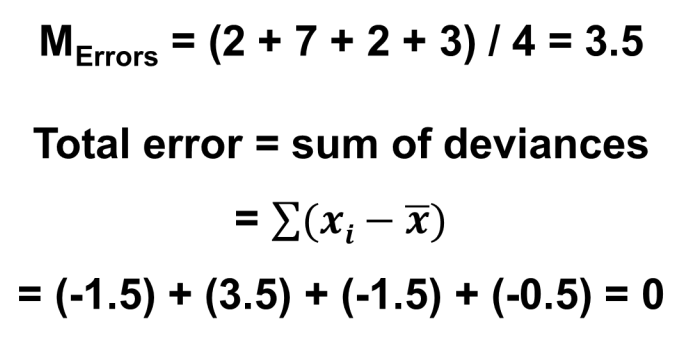 M_Errors = (2 + 7 + 2 + 3) / 4 = 3.5
Total error = sum of deviances
= ∑(xᵢ − x̅)
= (-1.5) + (3.5) + (-1.5) + (-0.5) = 0